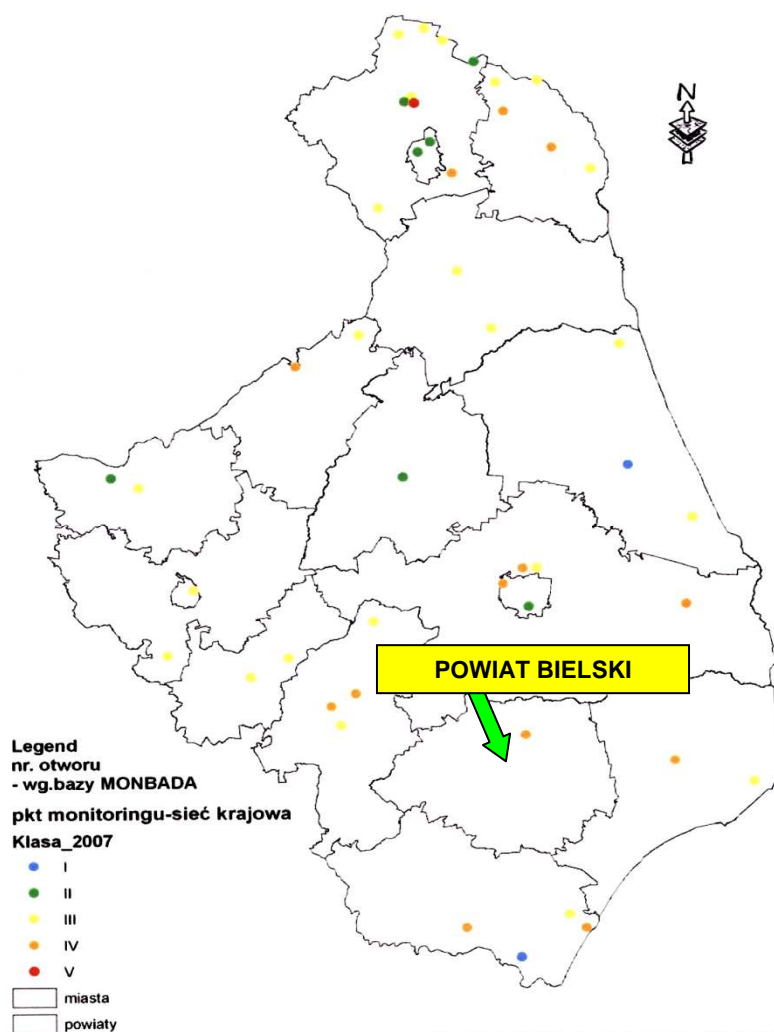 N
POWIAT BIELSKI
Legend
nr. otworu
- wg.bazy MONBADA
pkt monitoringu-sieć krajowa
Klasa_2007
I
II
III
IV
V
miasta
powiaty